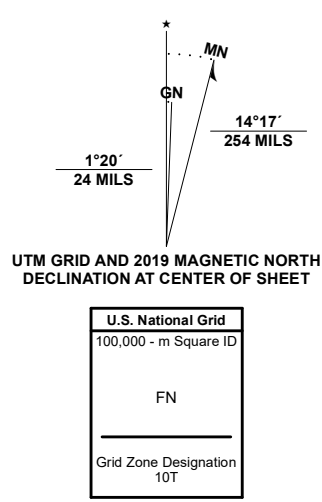 ★
MN
GN
14°17´
254 MILS
1°20´
24 MILS
UTM GRID AND 2019 MAGNETIC NORTH
DECLINATION AT CENTER OF SHEET
U.S. National Grid
100,000 - m Square ID
FN
Grid Zone Designation
10T